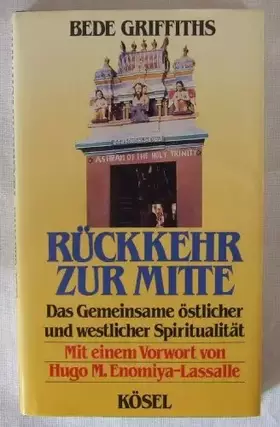 BEDE GRIFFITHS
ASHRAM OF THE HOLY TRINITY
RÜCKKEHR
ZUR MITTE
Das Gemeinsame östlicher
und westlicher Spiritualität
Mit einem Vorwort von
Hugo M. Enomiya-Lassalle
KÖSEL